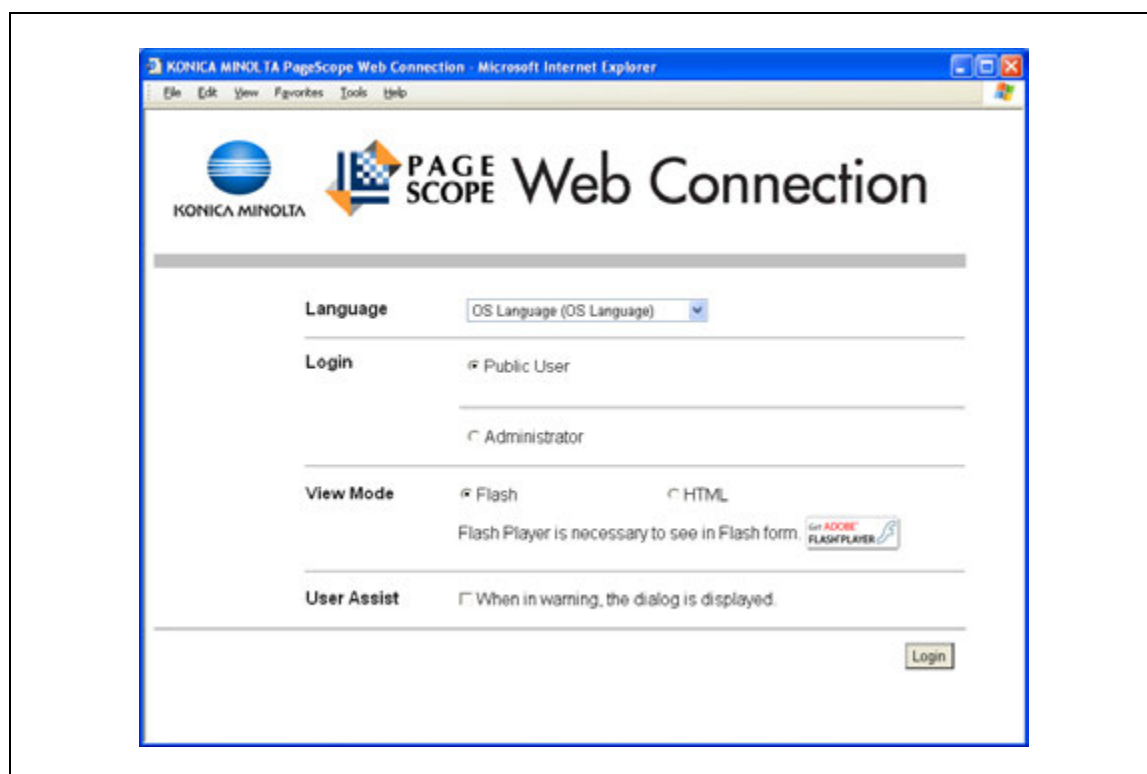 KONICA MINOLTA PageScope Web Connection - Microsoft Internet Explorer
File Edit View Favorites Tools Help
KONICA MINOLTA
PAGE SCOPE Web Connection
Language OS Language (OS Language)
Login Public User
Administrator
View Mode Flash HTML
Flash Player is necessary to see in Flash form. Get ADOBE® FLASH® PLAYER
User Assist When in warning, the dialog is displayed.
Login